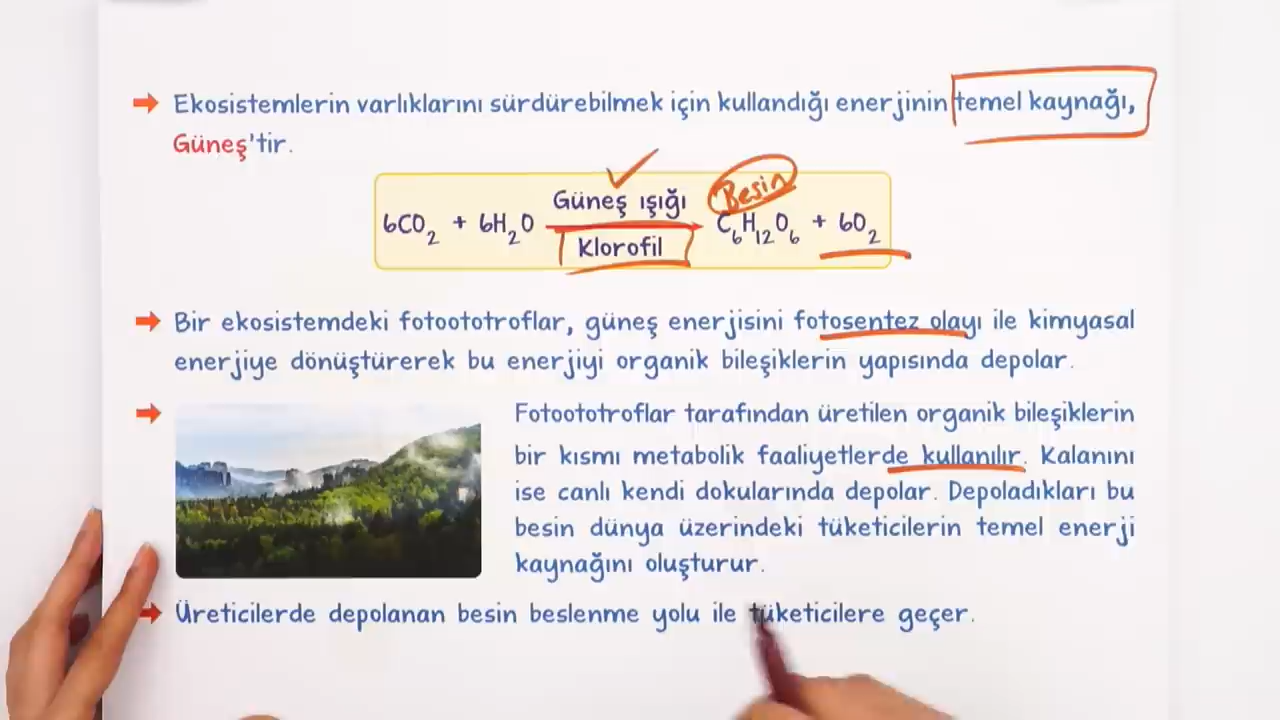 Ekosistemlerin varlıklarını sürdürebilmek için kullandığı enerjinin temel kaynağı,
Güneş'tir.
Besin
Güneş ışığı
6CO₂ + 6H₂O → C₆H₁₂O₆ + 6O₂
Klorofil
Bir ekosistemdeki fotoototroflar, güneş enerjisini fotosentez olayı ile kimyasal
enerjiye dönüştürerek bu enerjiyi organik bileşiklerin yapısında depolar.
Fotoototroflar tarafından üretilen organik bileşiklerin
bir kısmı metabolik faaliyetlerde kullanılır. Kalanını
ise canlı kendi dokularında depolar. Depoladıkları bu
besin dünya üzerindeki tüketicilerin temel enerji
kaynağını oluşturur.
Üreticilerde depolanan besin beslenme yolu ile tüketicilere geçer.